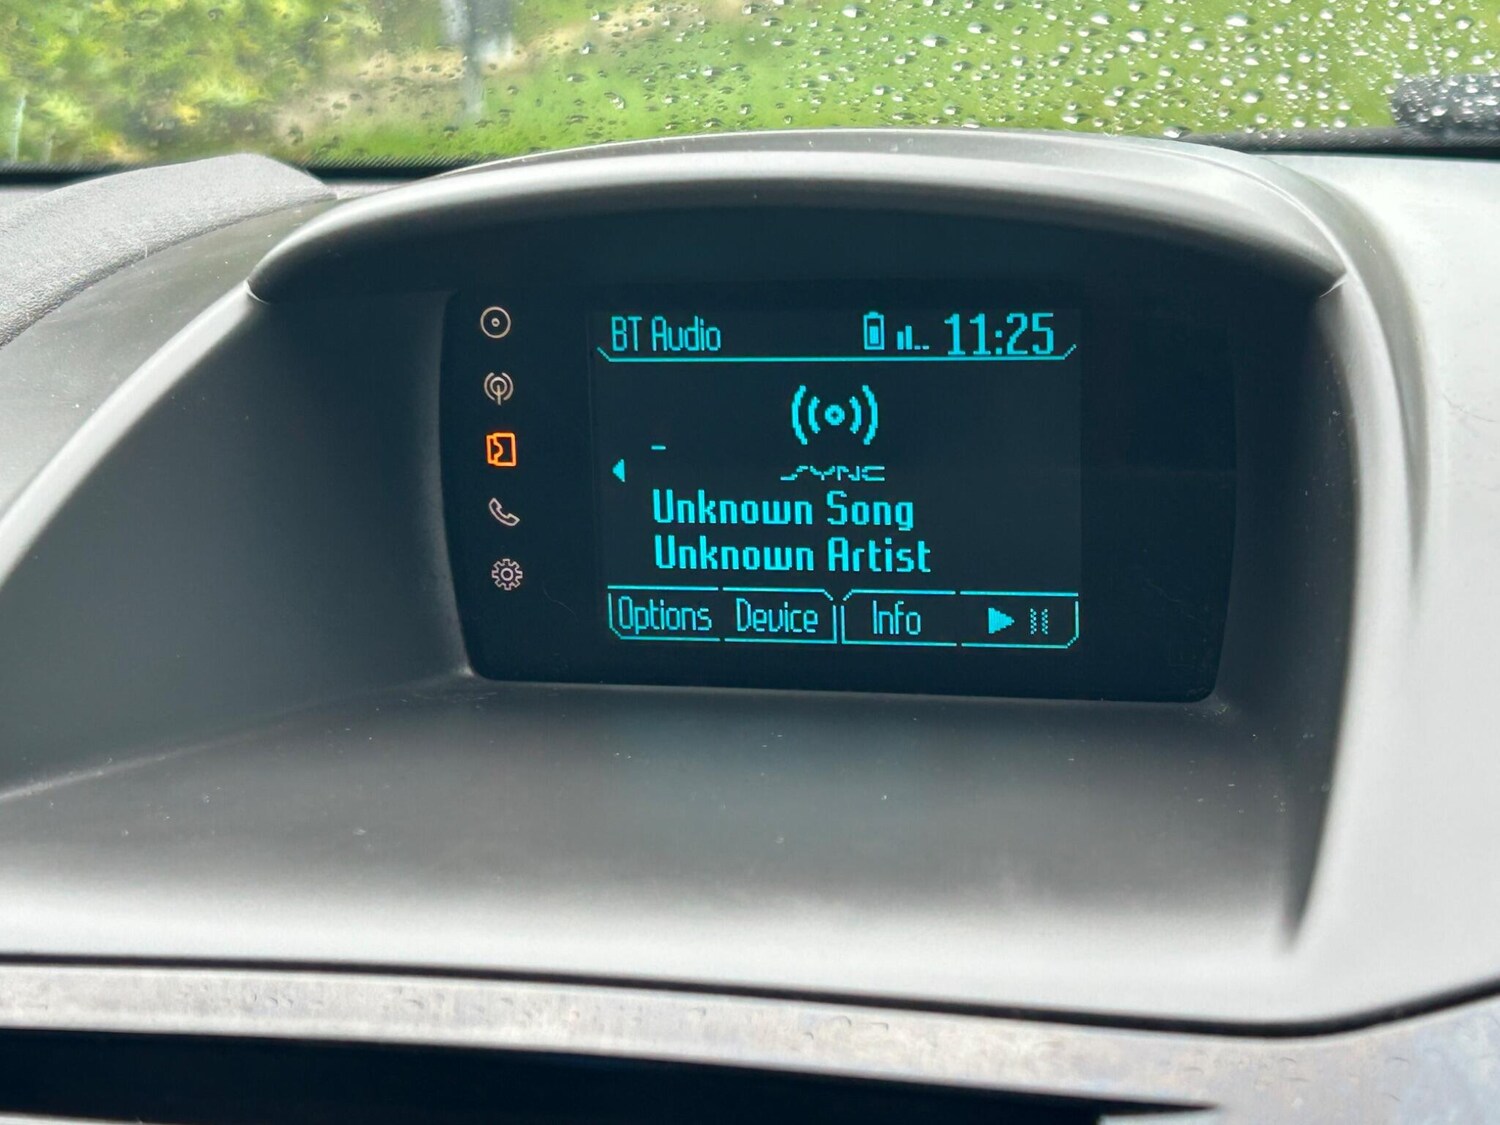 BT Audio 11:25
SYNC
Unknown Song
Unknown Artist
Options Device Info